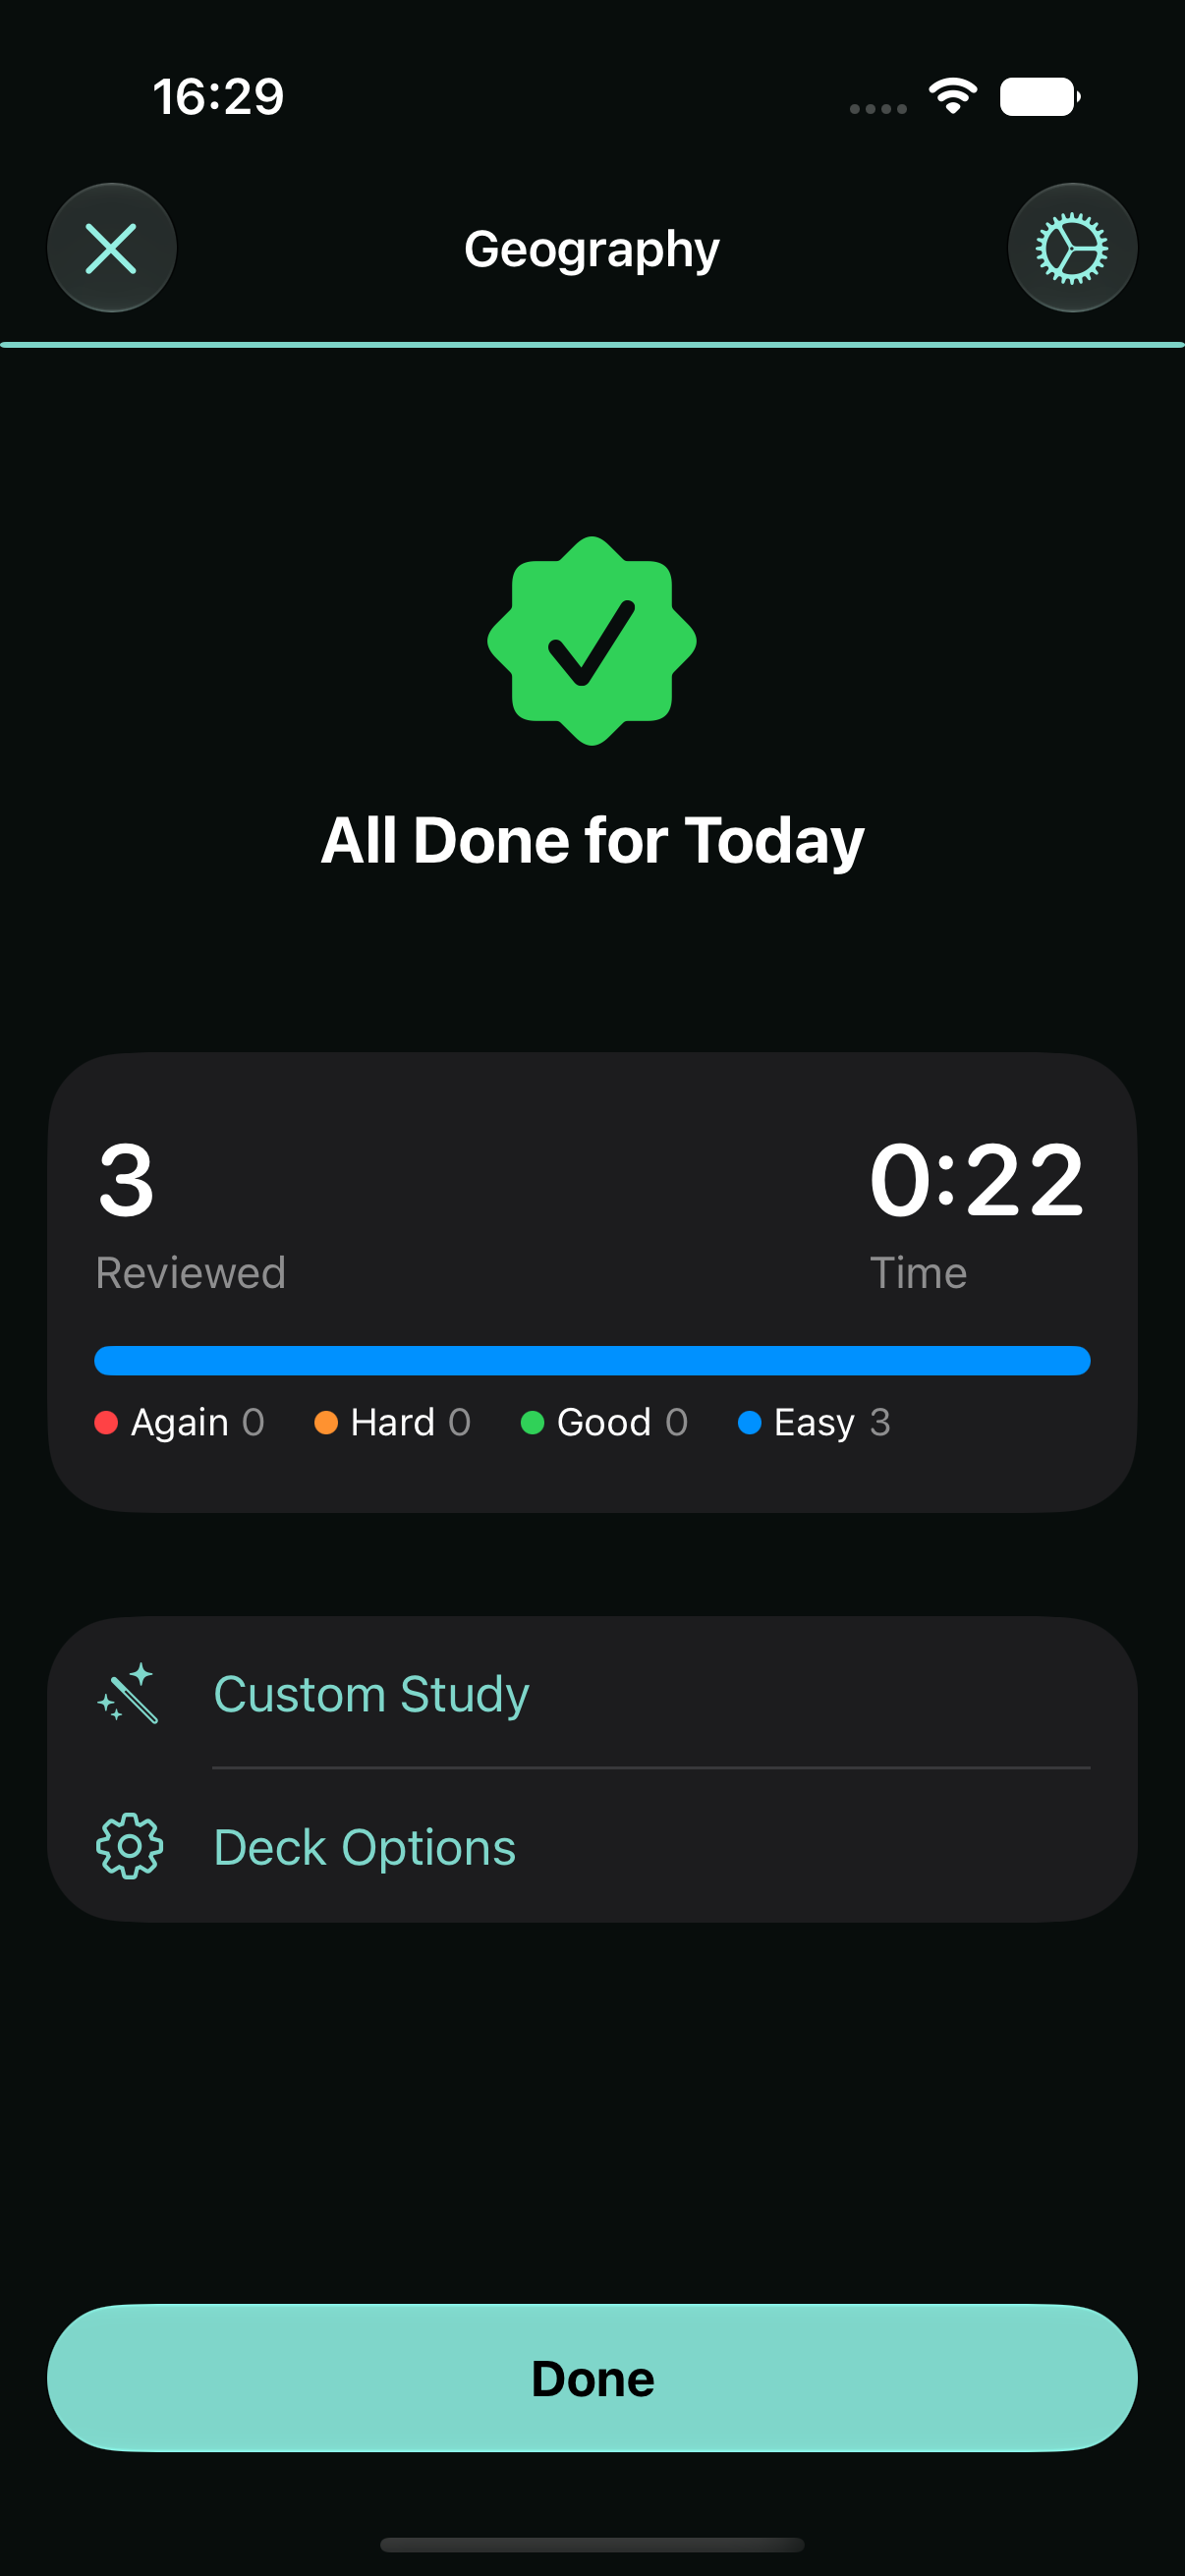 16:29
Geography
All Done for Today
3
0:22
Reviewed
Time
Again 0 Hard 0 Good 0 Easy 3
Custom Study
Deck Options
Done